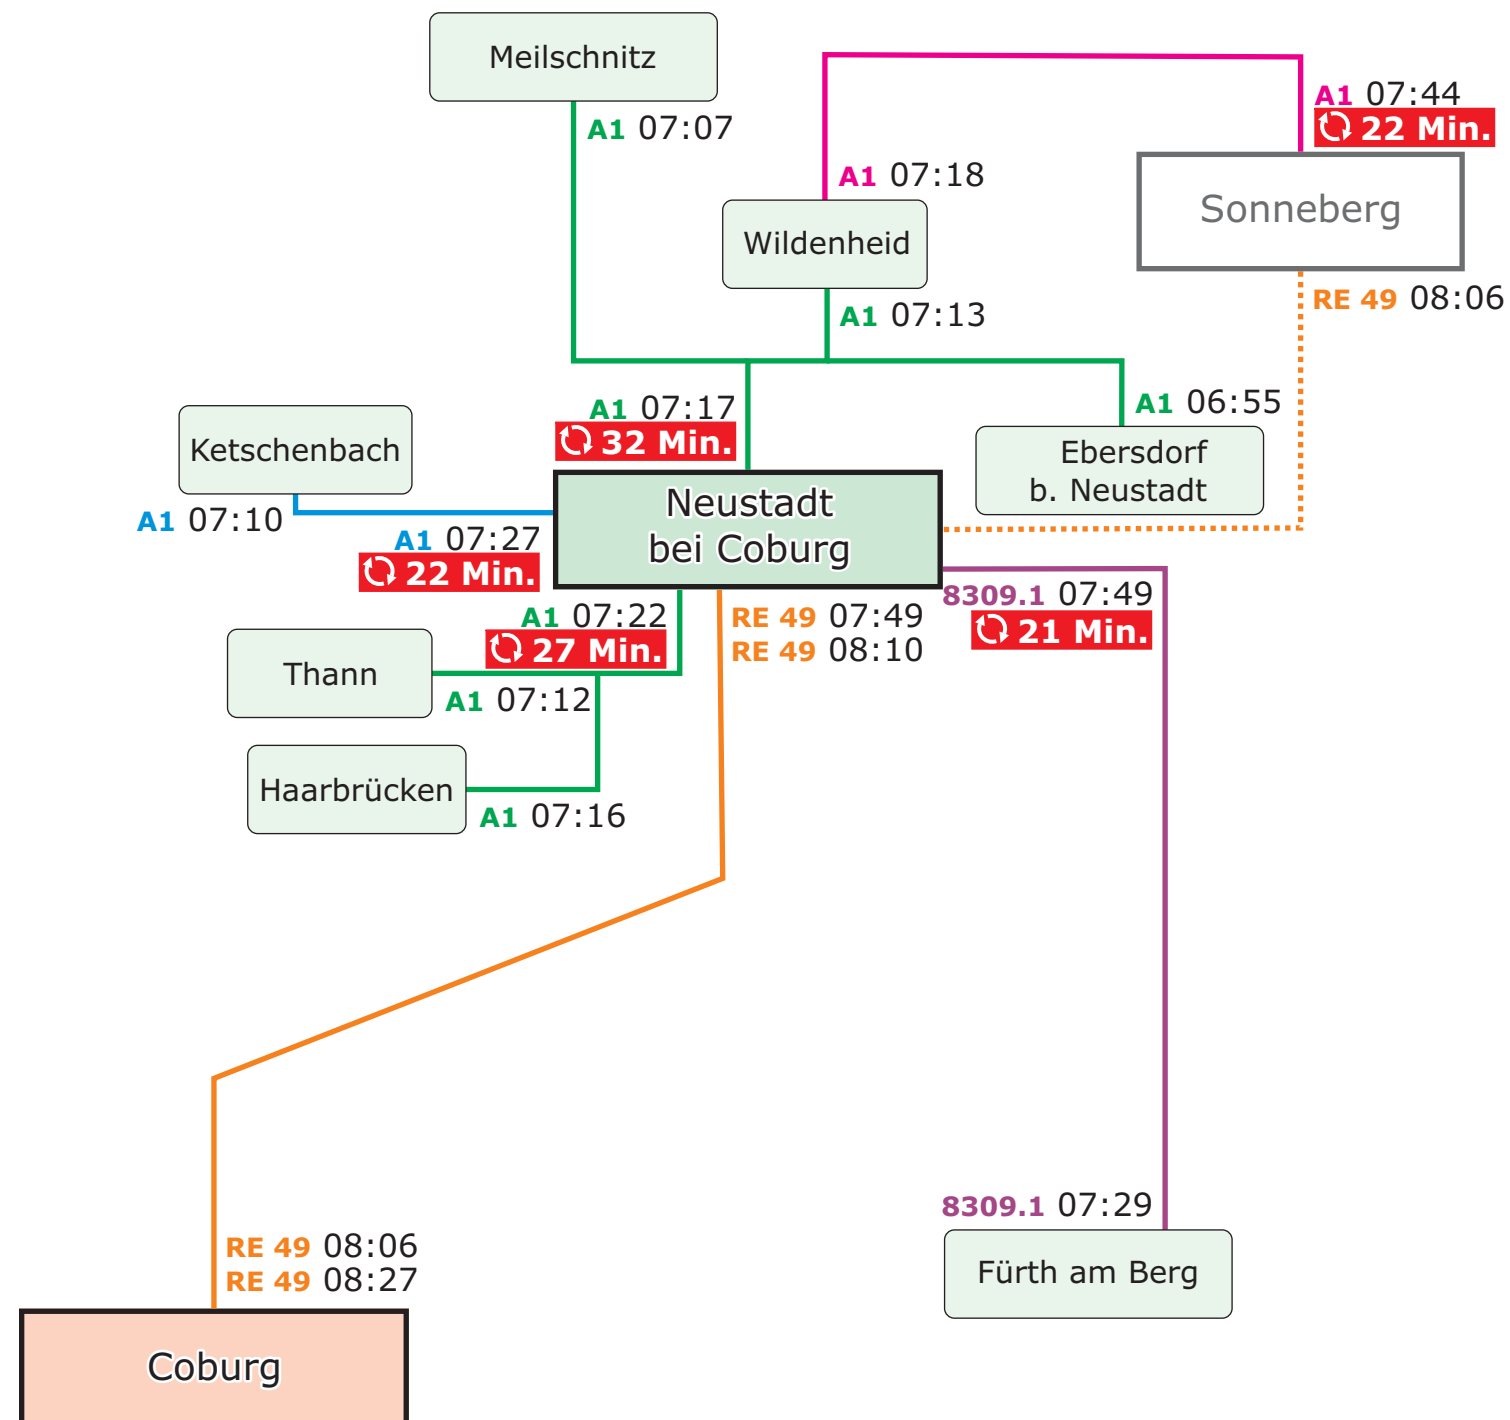 Meilschnitz
A1 07:07
A1 07:44
22 Min.
A1 07:18
Sonneberg
Wildenheid
RE 49 08:06
A1 07:13
A1 06:55
A1 07:17
32 Min.
Ketschenbach
Ebersdorf
b. Neustadt
A1 07:10
Neustadt
bei Coburg
A1 07:27
22 Min.
8309.1 07:49
21 Min.
A1 07:22
27 Min.
RE 49 07:49
RE 49 08:10
Thann
A1 07:12
Haarbrücken
A1 07:16
8309.1 07:29
Fürth am Berg
RE 49 08:06
RE 49 08:27
Coburg